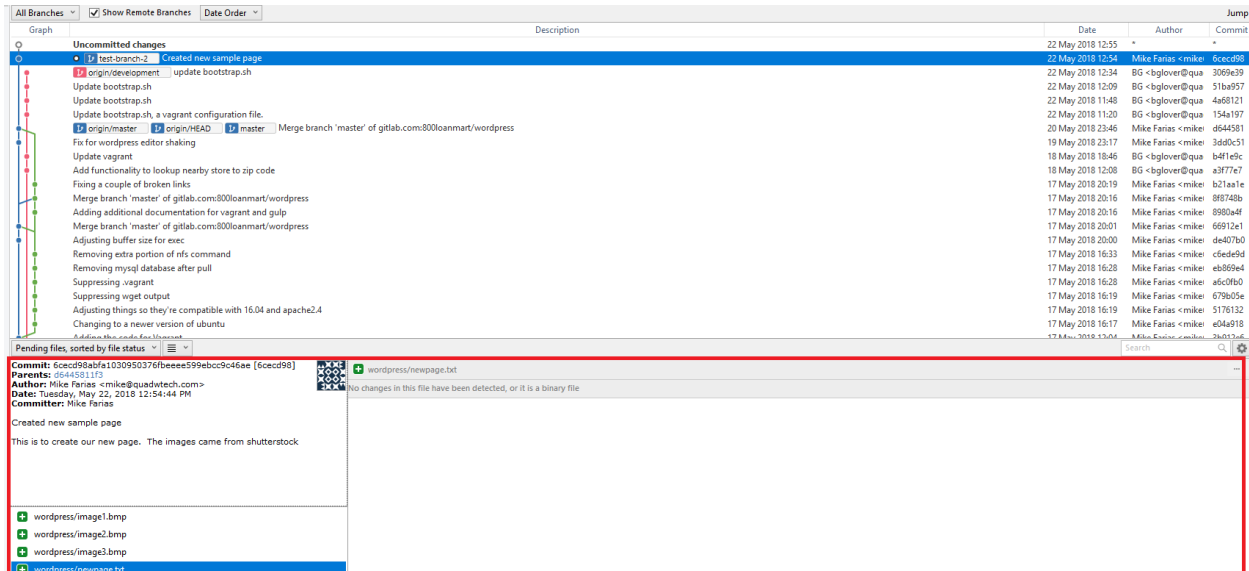 All Branches Show Remote Branches Date Order Jump
Graph Description Date Author Commit
Uncommitted changes 22 May 2018 12:55 * *
test-branch-2 Created new sample page 22 May 2018 12:54 Mike Farias <mike 6cecd98
origin/development update bootstrap.sh 22 May 2018 12:34 BG <bglover@qua 3069e39
Update bootstrap.sh 22 May 2018 12:09 BG <bglover@qua 51ba957
Update bootstrap.sh 22 May 2018 11:48 BG <bglover@qua 4a68121
Update bootstrap.sh, a vagrant configuration file. 22 May 2018 11:20 BG <bglover@qua 154a197
origin/master origin/HEAD master Merge branch 'master' of gitlab.com:800loanmart/wordpress 20 May 2018 23:46 Mike Farias <mike d644581
Fix for wordpress editor shaking 19 May 2018 23:17 Mike Farias <mike 3dd0c51
Update vagrant 18 May 2018 18:46 BG <bglover@qua b4f1e9c
Add functionality to lookup nearby store to zip code 18 May 2018 12:08 BG <bglover@qua a3f77e7
Fixing a couple of broken links 17 May 2018 20:19 Mike Farias <mike b21aa1e
Merge branch 'master' of gitlab.com:800loanmart/wordpress 17 May 2018 20:16 Mike Farias <mike 8f8748b
Adding additional documentation for vagrant and gulp 17 May 2018 20:16 Mike Farias <mike 8980a4f
Merge branch 'master' of gitlab.com:800loanmart/wordpress 17 May 2018 20:01 Mike Farias <mike 66912e1
Adjusting buffer size for exec 17 May 2018 20:00 Mike Farias <mike de407b0
Removing extra portion of nfs command 17 May 2018 16:33 Mike Farias <mike c6ede9d
Removing mysql database after pull 17 May 2018 16:28 Mike Farias <mike eb869e4
Suppressing .vagrant 17 May 2018 16:28 Mike Farias <mike a6c0fb0
Suppressing wget output 17 May 2018 16:19 Mike Farias <mike 679b05e
Adjusting things so they're compatible with 16.04 and apache2.4 17 May 2018 16:19 Mike Farias <mike 5176132
Changing to a newer version of ubuntu 17 May 2018 16:17 Mike Farias <mike e04a918
Adding the code for Vagrant 17 May 2018 12:04 Mike Farias <mike
Pending files, sorted by file status Search
Commit: 6cecd98abfa1030950376fbeeee599ebcc9c46ae [6cecd98]
Parents: d6445811f3
Author: Mike Farias <mike@quadwtech.com>
Date: Tuesday, May 22, 2018 12:54:44 PM
Committer: Mike Farias
Created new sample page
This is to create our new page. The images came from shutterstock
wordpress/image1.bmp
wordpress/image2.bmp
wordpress/image3.bmp
wordpress/newpage.txt
wordpress/newpage.txt ...
No changes in this file have been detected, or it is a binary file